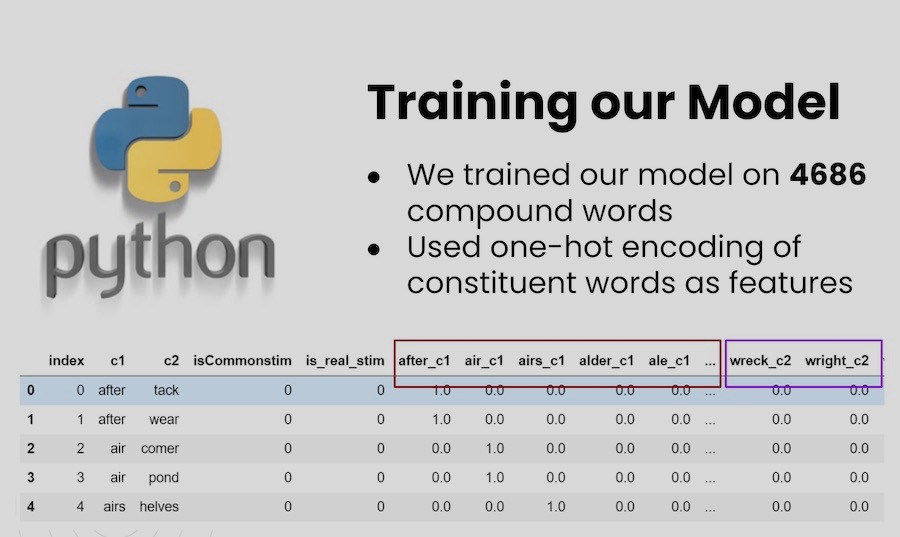 python
Training our Model
● We trained our model on 4686
compound words
● Used one-hot encoding of
constituent words as features
index c1 c2 isCommonstim is_real_stim after_c1 air_c1 airs_c1 alder_c1 ale_c1 ... wreck_c2 wright_c2
0 0 after tack 0 0 1.0 0.0 0.0 0.0 0.0 ... 0.0 0.0
1 1 after wear 0 0 1.0 0.0 0.0 0.0 0.0 ... 0.0 0.0
2 2 air comer 0 0 0.0 1.0 0.0 0.0 0.0 ... 0.0 0.0
3 3 air pond 0 0 0.0 1.0 0.0 0.0 0.0 ... 0.0 0.0
4 4 airs helves 0 0 0.0 0.0 1.0 0.0 0.0 ... 0.0 0.0